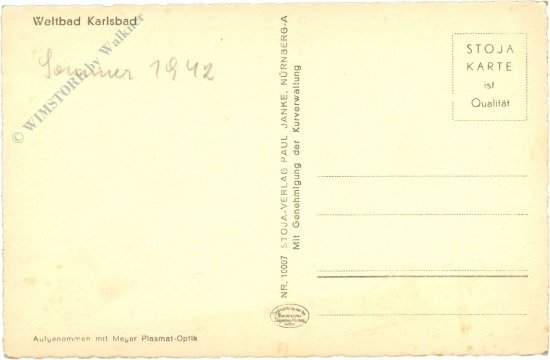 Weltbad Karlsbad
Sommer 1942
© WIMSTORE by Walkner
STOJA
KARTE
ist
Qualität
NR. 10007 STOJA-VERLAG PAUL JANKE, NÜRNBERG-A
Mit Genehmigung der Kurverwaltung
Aufgenommen mit Meyer Plasmat-Optik